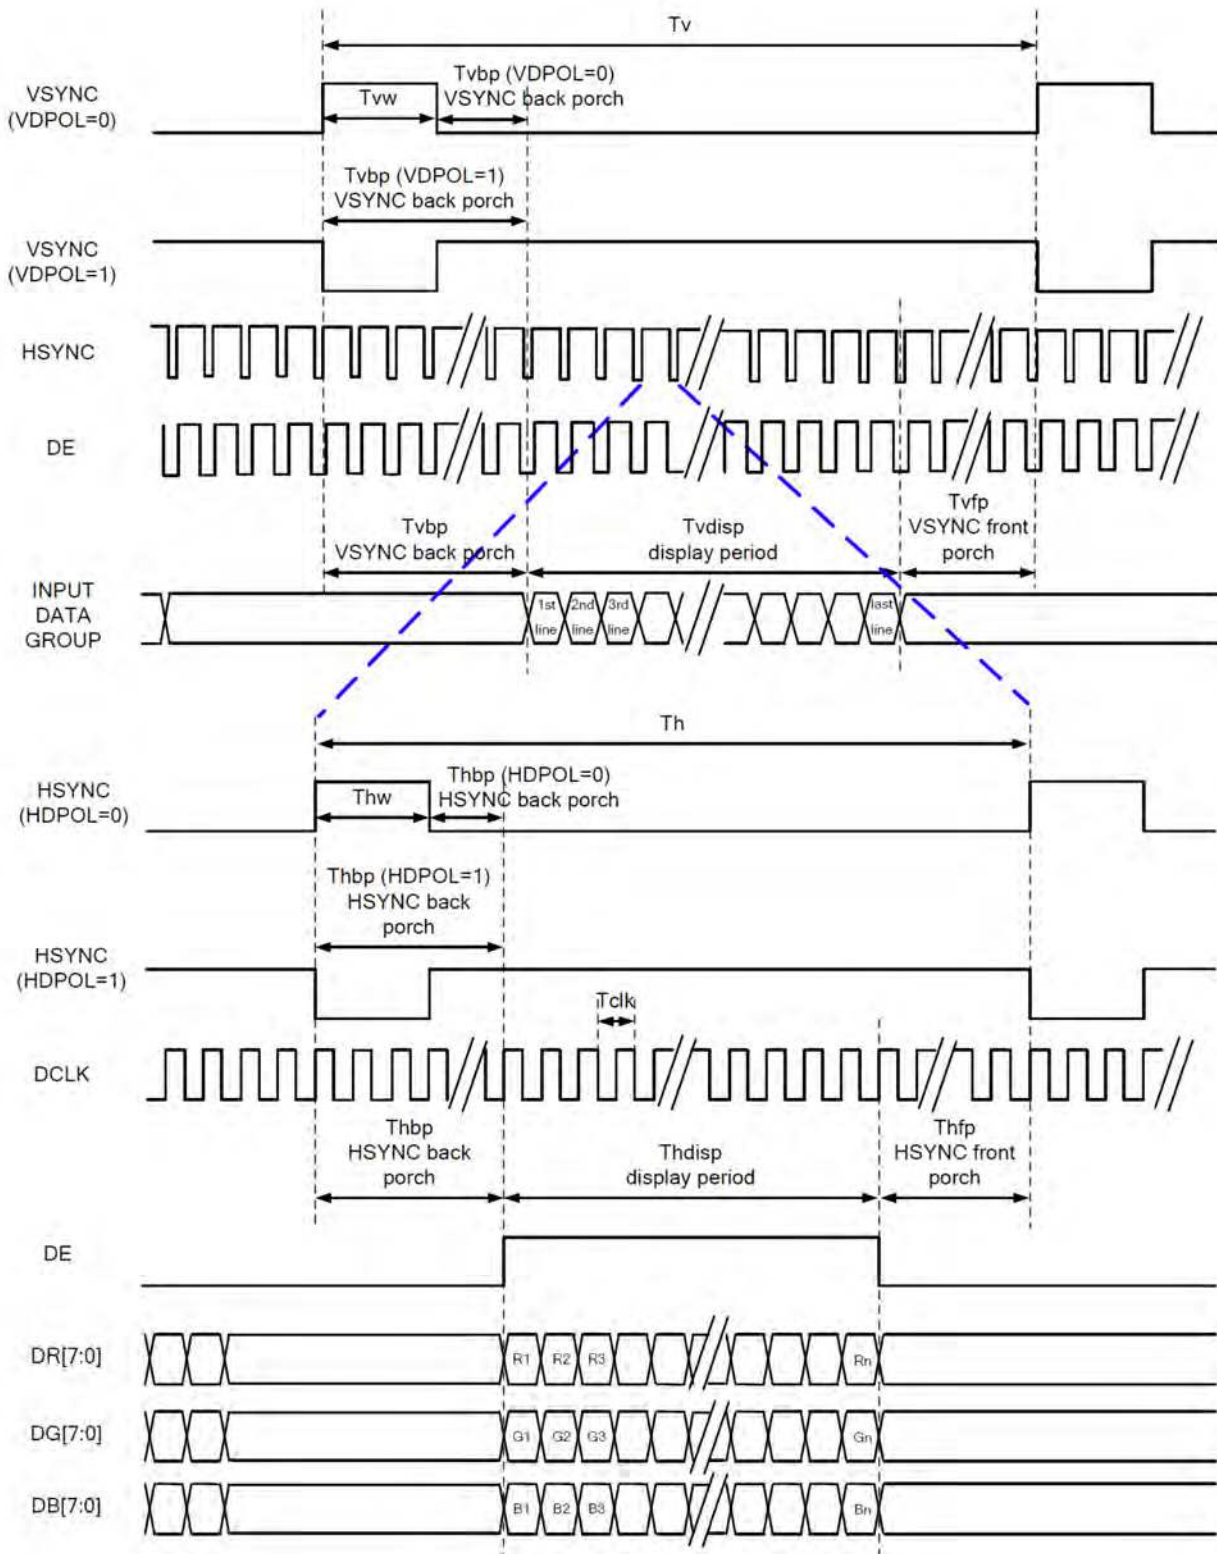 Tv
VSYNC
(VDPOL=0)
Tvw
Tvbp (VDPOL=0)
VSYNC back porch
Tvbp (VDPOL=1)
VSYNC back porch
VSYNC
(VDPOL=1)
HSYNC
DE
Tvbp
VSYNC back porch
Tvdisp
display period
Tvfp
VSYNC front
porch
INPUT
DATA
GROUP
1st
line
2nd
line
3rd
line
last
line
Th
HSYNC
(HDPOL=0)
Thw
Thbp (HDPOL=0)
HSYNC back porch
Thbp (HDPOL=1)
HSYNC back
porch
HSYNC
(HDPOL=1)
Tclk
DCLK
Thbp
HSYNC back
porch
Thdisp
display period
Thfp
HSYNC front
porch
DE
DR[7:0]
R1 R2 R3 Rn
DG[7:0]
G1 G2 G3 Gn
DB[7:0]
B1 B2 B3 Bn